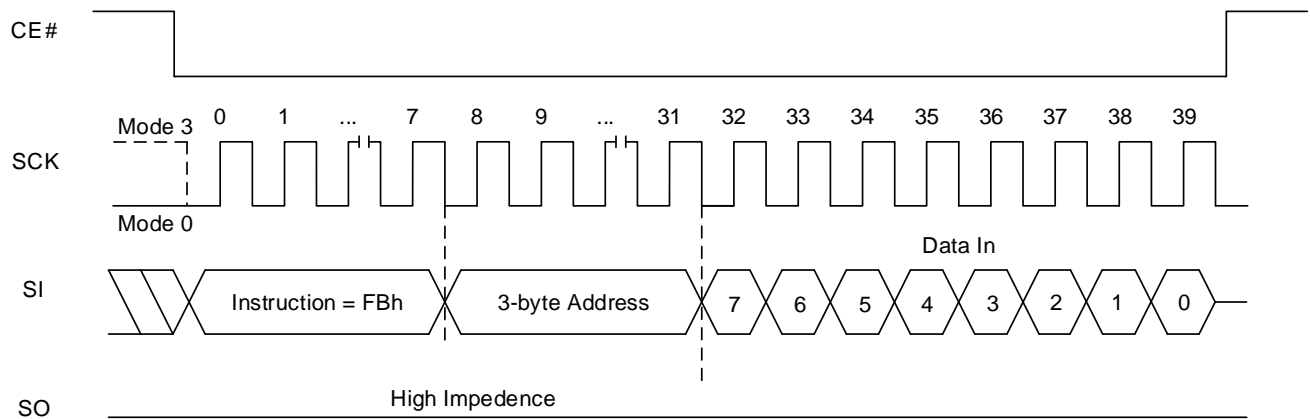 CE#
0 1 ... 7 8 9 ... 31 32 33 34 35 36 37 38 39
Mode 3
SCK
Mode 0
Data In
SI
Instruction = FBh 3-byte Address 7 6 5 4 3 2 1 0
High Impedence
SO